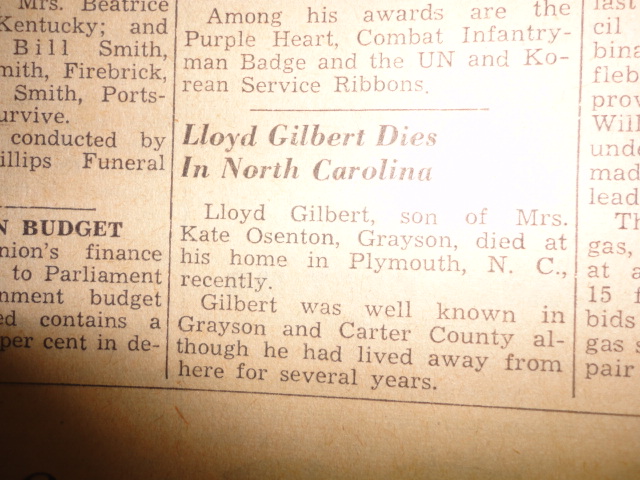 Mrs. Beatrice
Kentucky; and
Bill Smith,
mith, Firebrick,
Smith, Ports-
urvive.
conducted by
illips Funeral
N BUDGET
nion's finance
to Parliament
nment budget
ed contains a
per cent in de-
Among his awards are the
Purple Heart, Combat Infantry-
man Badge and the UN and Ko-
rean Service Ribbons.
Lloyd Gilbert Dies
In North Carolina
Lloyd Gilbert, son of Mrs.
Kate Osenton, Grayson, died at
his home in Plymouth, N. C.,
recently.
Gilbert was well known in
Grayson and Carter County al-
though he had lived away from
here for several years.
last
cil
bina
fleb
prov
Will
unde
made
lead
Th
gas,
at a
15 f
bids
gas s
pair